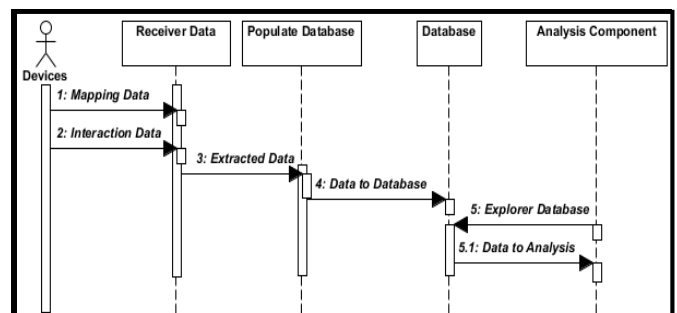 Receiver Data
Populate Database
Database
Analysis Component
Devices
1: Mapping Data
2: Interaction Data
3: Extracted Data
4: Data to Database
5: Explorer Database
5.1: Data to Analysis